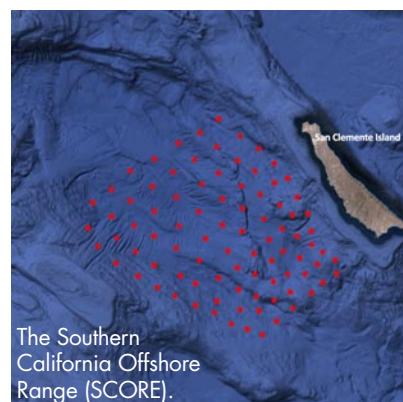 San Clemente Island
The Southern
California Offshore
Range (SCORE).